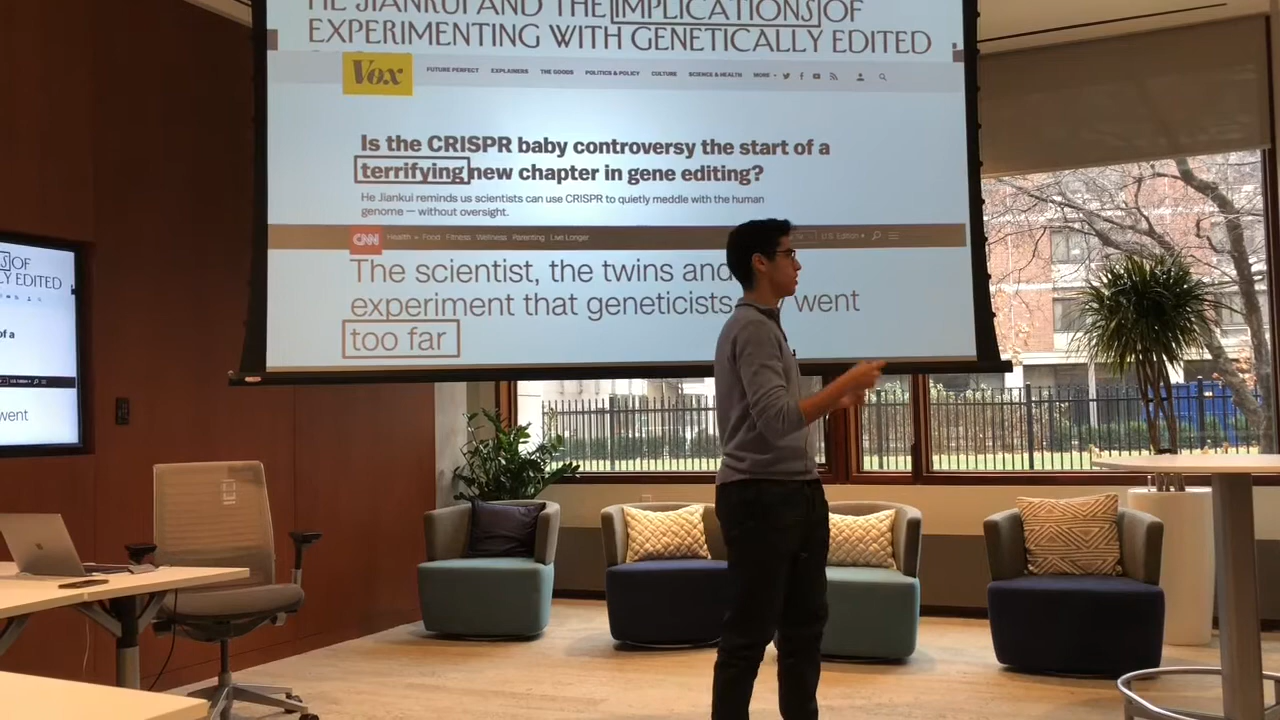 HE JIANKUI AND THE IMPLICATIONS OF
EXPERIMENTING WITH GENETICALLY EDITED
Vox
FUTURE PERFECT EXPLAINERS THE GOODS POLITICS & POLICY CULTURE SCIENCE & HEALTH MORE
Is the CRISPR baby controversy the start of a
terrifying new chapter in gene editing?
He Jiankui reminds us scientists can use CRISPR to quietly meddle with the human
genome — without oversight.
CNN Health » Food Fitness Wellness Parenting Live Longer U.S. Edition
The scientist, the twins and
experiment that geneticists went
too far
S OF
LY EDITED
of a
U.S. Edition
went